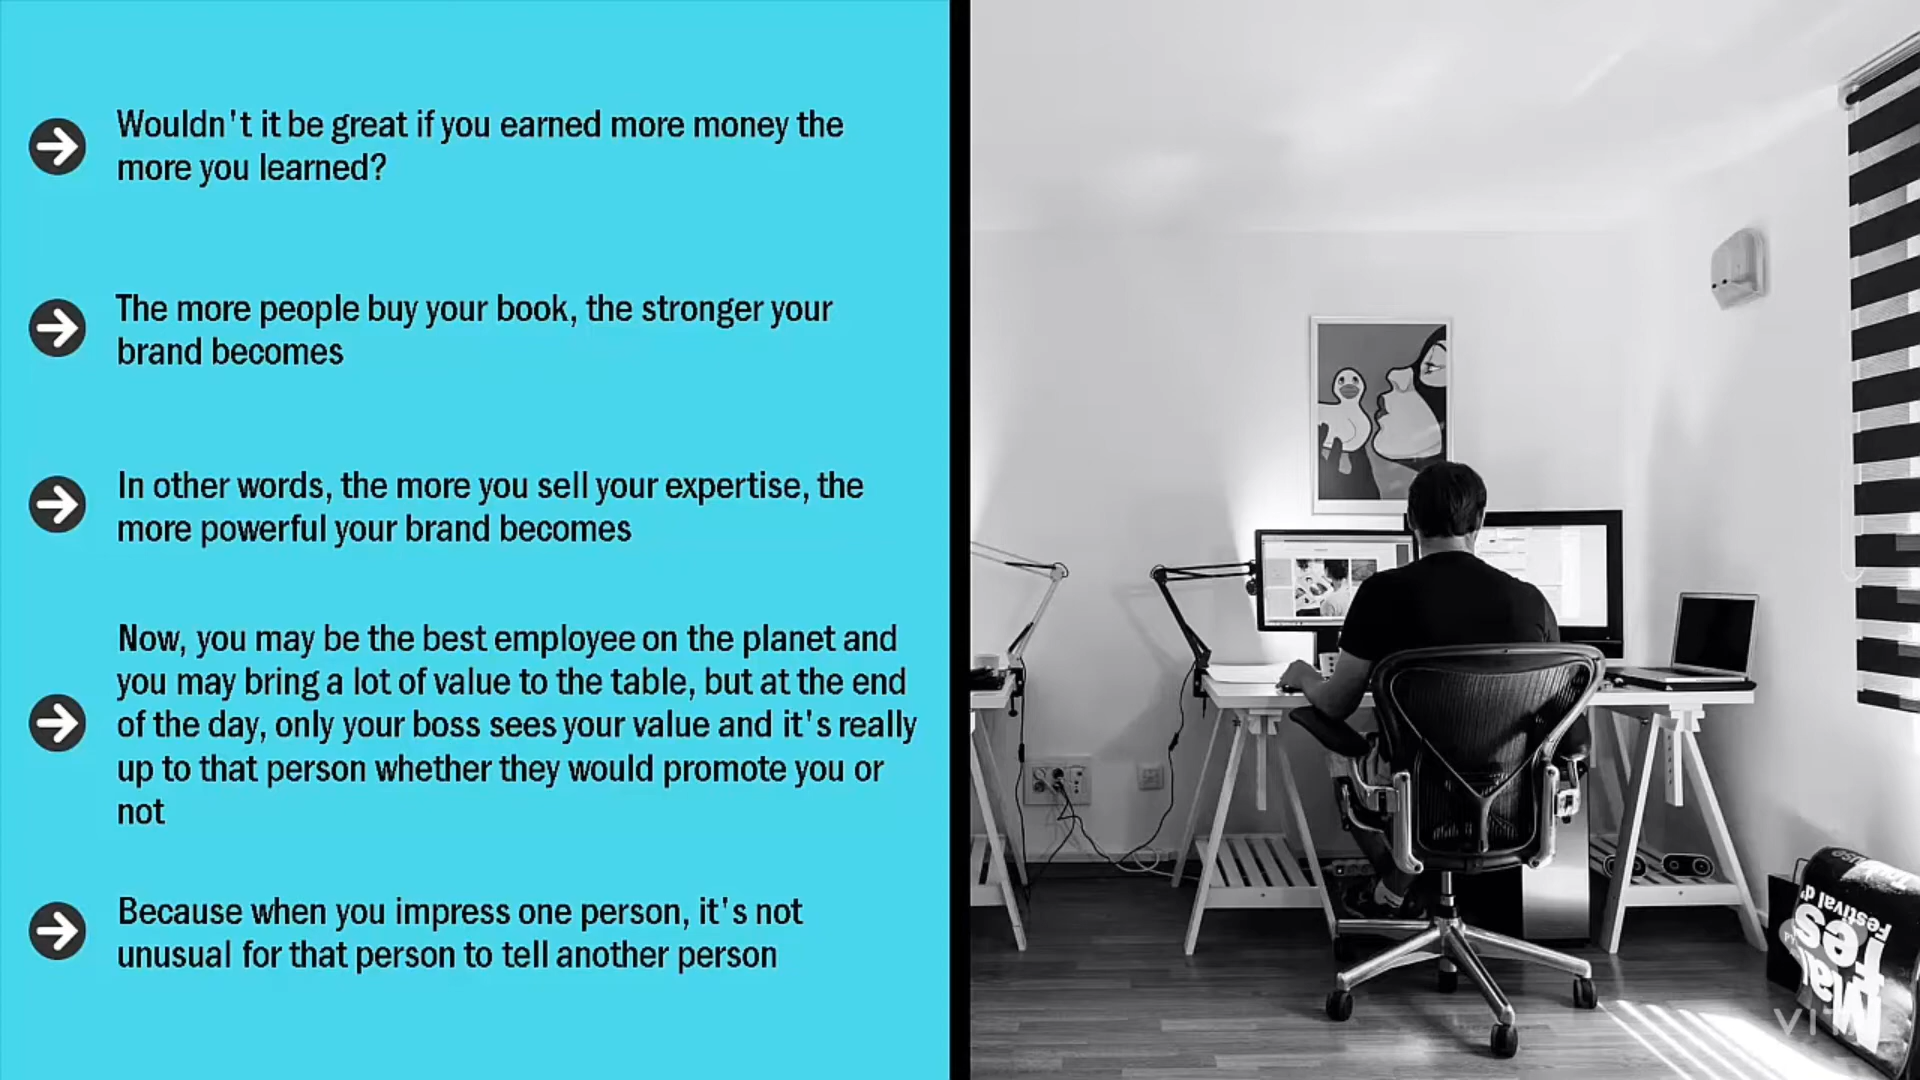 Wouldn't it be great if you earned more money the
more you learned?
The more people buy your book, the stronger your
brand becomes
In other words, the more you sell your expertise, the
more powerful your brand becomes
Now, you may be the best employee on the planet and
you may bring a lot of value to the table, but at the end
of the day, only your boss sees your value and it's really
up to that person whether they would promote you or
not
Because when you impress one person, it's not
unusual for that person to tell another person
Festival d'